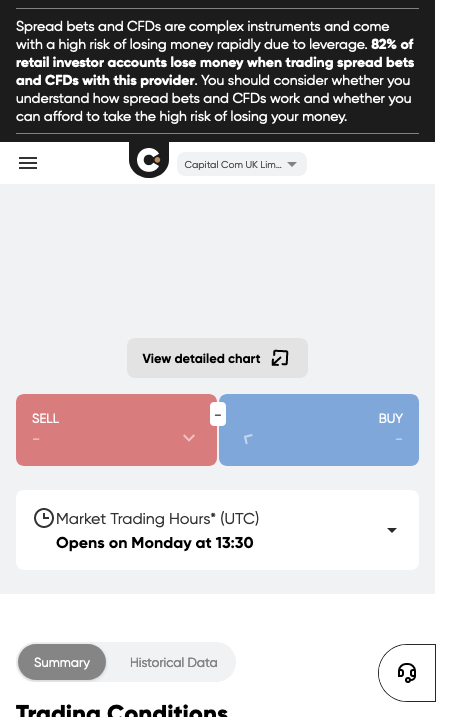 Spread bets and CFDs are complex instruments and come
with a high risk of losing money rapidly due to leverage. 82% of
retail investor accounts lose money when trading spread bets
and CFDs with this provider. You should consider whether you
understand how spread bets and CFDs work and whether you
can afford to take the high risk of losing your money.
Capital Com UK Lim...
View detailed chart
SELL
-
-
BUY
-
Market Trading Hours* (UTC)
Opens on Monday at 13:30
Summary
Historical Data
Trading Conditions